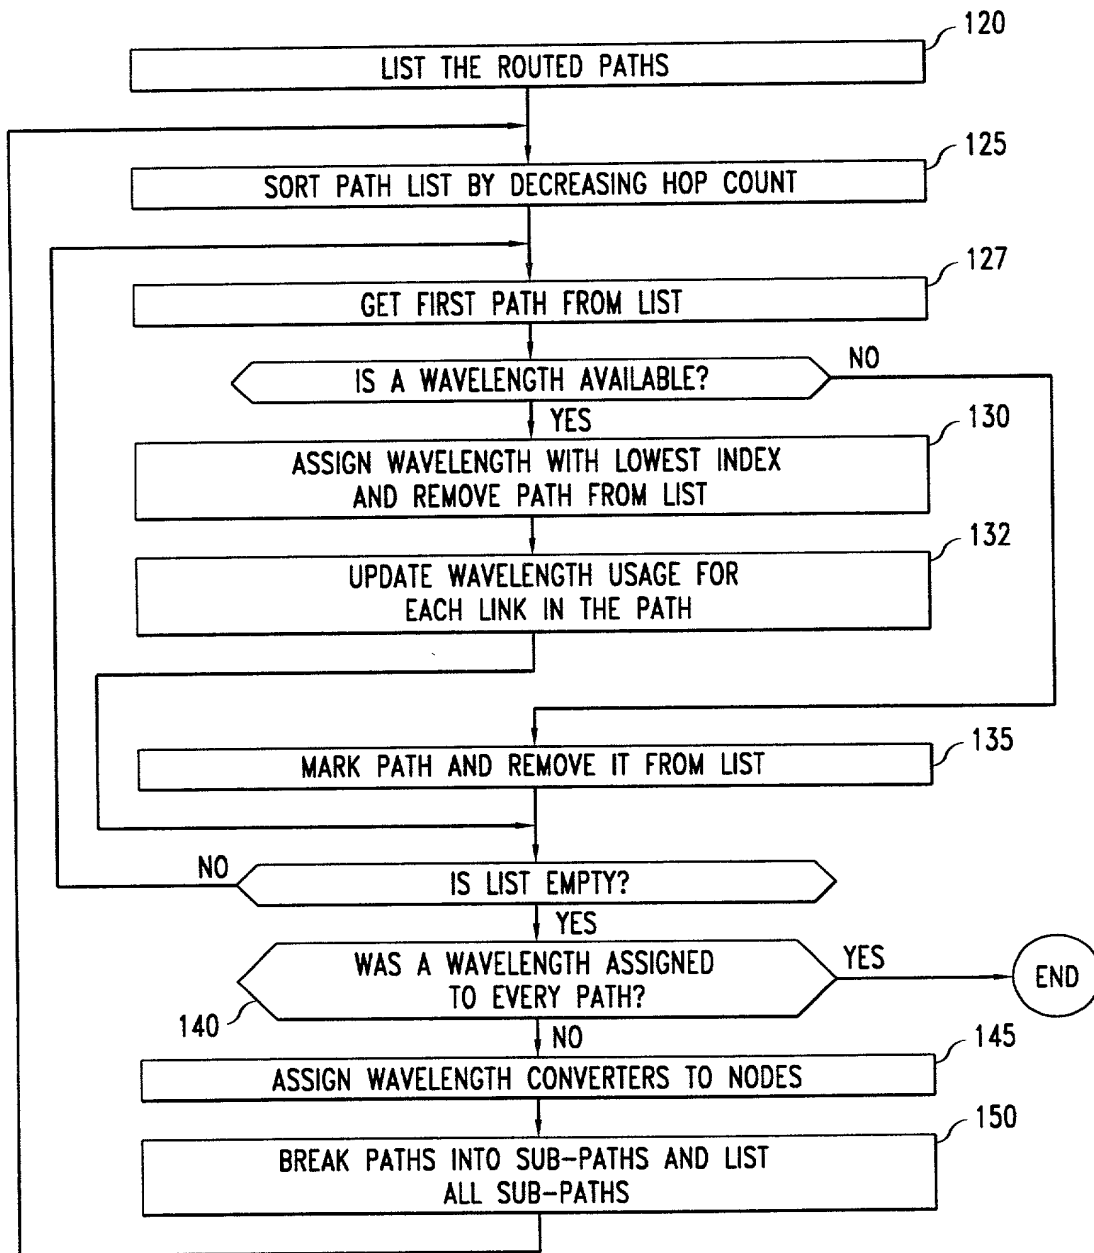 120
LIST THE ROUTED PATHS
125
SORT PATH LIST BY DECREASING HOP COUNT
127
GET FIRST PATH FROM LIST
IS A WAVELENGTH AVAILABLE?
NO
YES
130
ASSIGN WAVELENGTH WITH LOWEST INDEX
AND REMOVE PATH FROM LIST
132
UPDATE WAVELENGTH USAGE FOR
EACH LINK IN THE PATH
135
MARK PATH AND REMOVE IT FROM LIST
NO
IS LIST EMPTY?
YES
WAS A WAVELENGTH ASSIGNED
TO EVERY PATH?
YES
END
140
NO
145
ASSIGN WAVELENGTH CONVERTERS TO NODES
150
BREAK PATHS INTO SUB-PATHS AND LIST
ALL SUB-PATHS